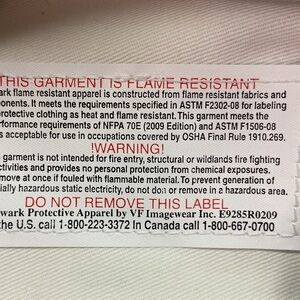 THIS GARMENT IS FLAME RESISTANT
ark flame resistant apparel is constructed from flame resistant fabrics and
onents. It meets the requirements specified in ASTM F2302-08 for labeling
protective clothing as heat and flame resistant. This garment meets the
rformance requirements of NFPA 70E (2009 Edition) and ASTM F1506-08
is acceptable for use in occupations covered by OSHA Final Rule 1910.269.
!WARNING!
garment is not intended for fire entry, structural or wildlands fire fighting
ctivities and provides no personal protection from chemical exposures.
move at once if fouled with flammable material. To prevent generation of
tially hazardous static electricity, do not don or remove in a hazardous area.
DO NOT REMOVE THIS LABEL
wark Protective Apparel by VF Imagewear Inc. E9285R0209
the U.S. call 1-800-223-3372 In Canada call 1-800-667-0700